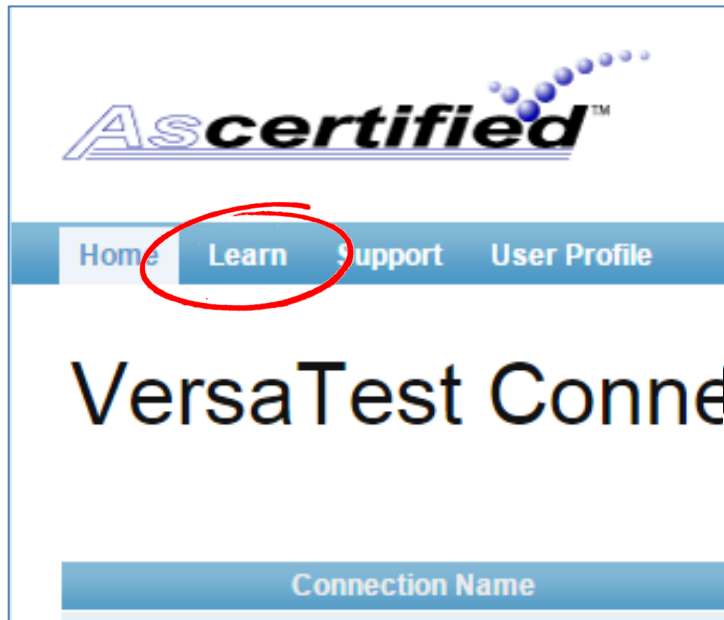 Ascertified™
Home Learn Support User Profile
VersaTest Conne
Connection Name